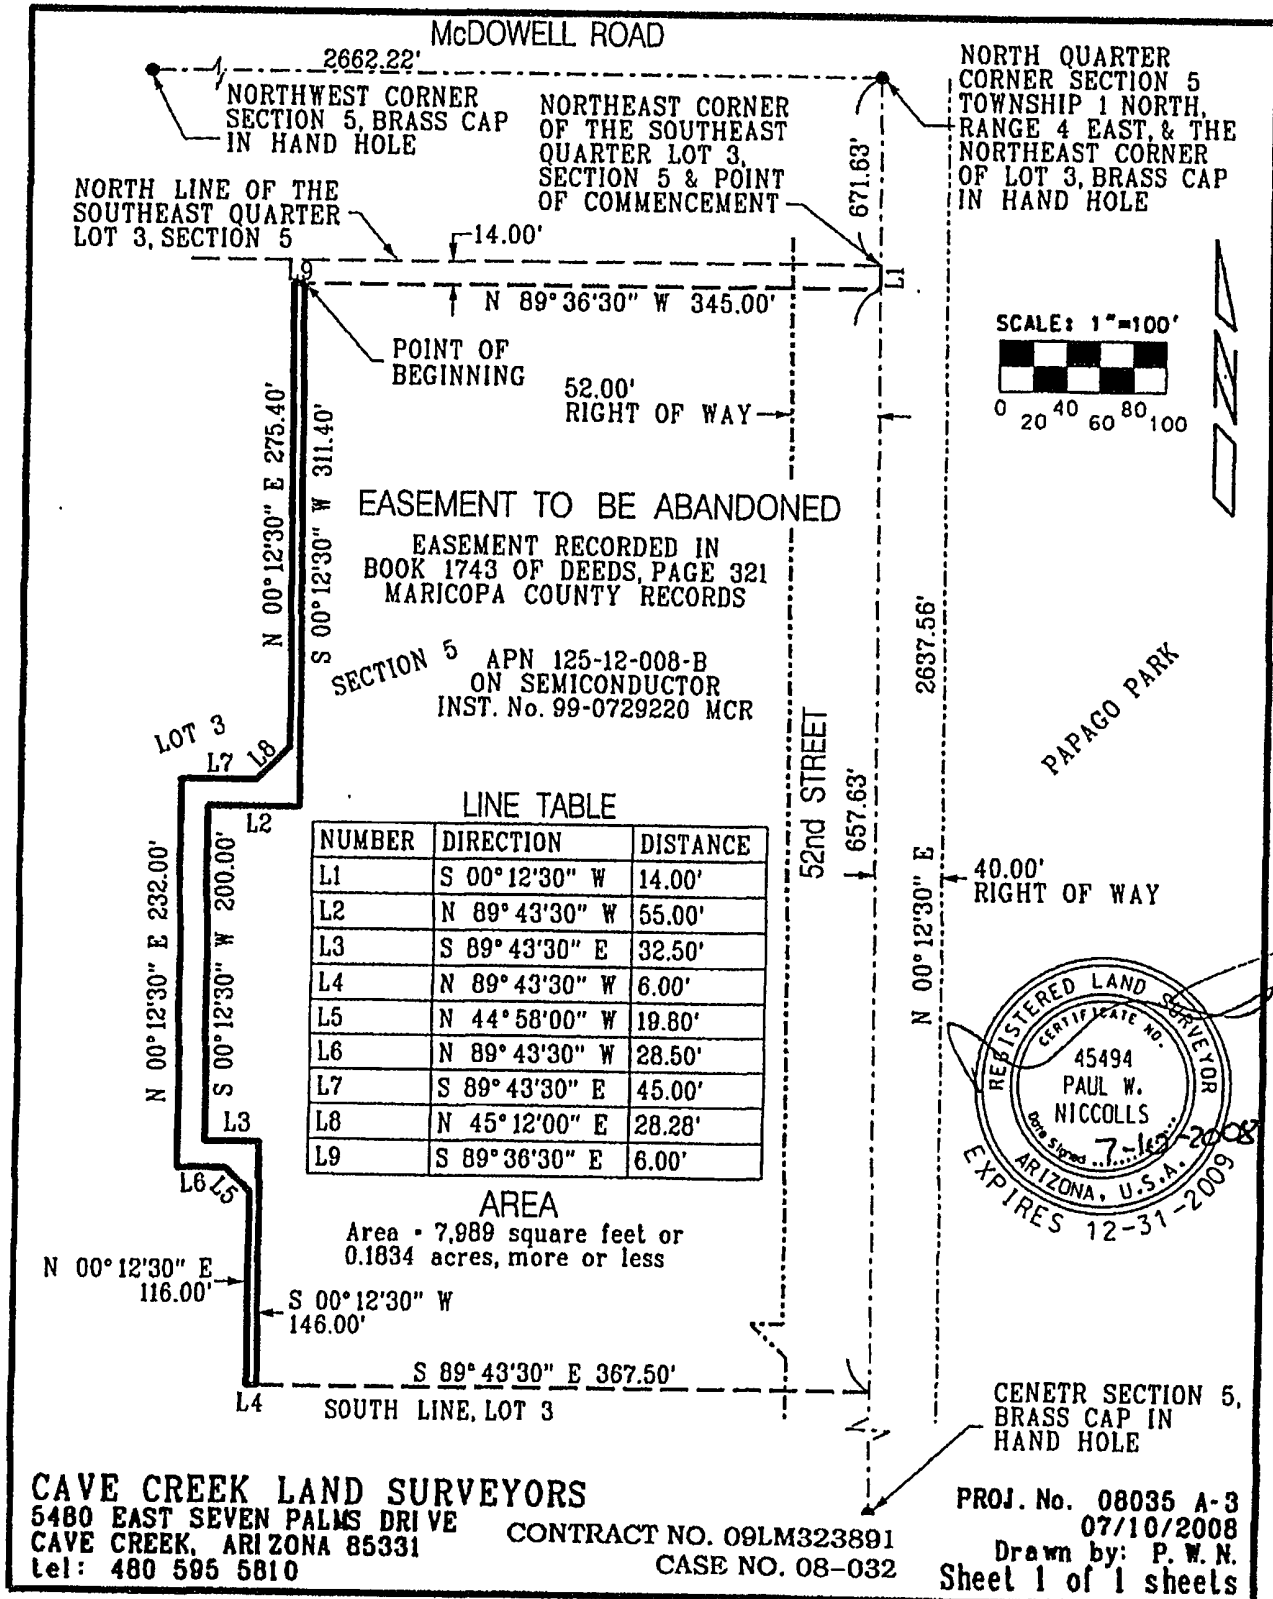 McDOWELL ROAD
2662.22'
NORTHWEST CORNER
SECTION 5, BRASS CAP
IN HAND HOLE
NORTHEAST CORNER
OF THE SOUTHEAST
QUARTER LOT 3,
SECTION 5 & POINT
OF COMMENCEMENT
NORTH QUARTER
CORNER SECTION 5
TOWNSHIP 1 NORTH,
RANGE 4 EAST, & THE
NORTHEAST CORNER
OF LOT 3, BRASS CAP
IN HAND HOLE
671.63'
NORTH LINE OF THE
SOUTHEAST QUARTER
LOT 3, SECTION 5
14.00'
L9
L1
N 89°36'30" W 345.00'
POINT OF
BEGINNING
52.00'
RIGHT OF WAY
SCALE: 1"=100'
0 20 40 60 80 100
N
N 00°12'30" E 275.40'
S 00°12'30" W 311.40'
EASEMENT TO BE ABANDONED
EASEMENT RECORDED IN
BOOK 1743 OF DEEDS, PAGE 321
MARICOPA COUNTY RECORDS
SECTION 5
APN 125-12-008-B
ON SEMICONDUCTOR
INST. No. 99-0729220 MCR
LOT 3
L7
L8
L2
52nd STREET
657.63'
2637.56'
N 00°12'30" E
PAPAGO PARK
40.00'
RIGHT OF WAY
N 00°12'30" E 232.00'
S 00°12'30" W 200.00'
LINE TABLE
NUMBER DIRECTION DISTANCE
L1 S 00°12'30" W 14.00'
L2 N 89°43'30" W 55.00'
L3 S 89°43'30" E 32.50'
L4 N 89°43'30" W 6.00'
L5 N 44°58'00" W 19.80'
L6 N 89°43'30" W 28.50'
L7 S 89°43'30" E 45.00'
L8 N 45°12'00" E 28.28'
L9 S 89°36'30" E 6.00'
L3
L6
L5
AREA
Area = 7,989 square feet or
0.1834 acres, more or less
N 00°12'30" E
116.00'
S 00°12'30" W
146.00'
S 89°43'30" E 367.50'
L4
SOUTH LINE, LOT 3
REGISTERED LAND SURVEYOR
CERTIFICATE NO.
45494
PAUL W.
NICCOLLS
Date Signed
ARIZONA, U.S.A.
EXPIRES 12-31-2009
CENETR SECTION 5,
BRASS CAP IN
HAND HOLE
CAVE CREEK LAND SURVEYORS
5480 EAST SEVEN PALMS DRIVE
CAVE CREEK, ARIZONA 85331
tel: 480 595 5810
CONTRACT NO. 09LM323891
CASE NO. 08-032
PROJ. No. 08035 A-3
07/10/2008
Drawn by: P. W. N.
Sheet 1 of 1 sheets